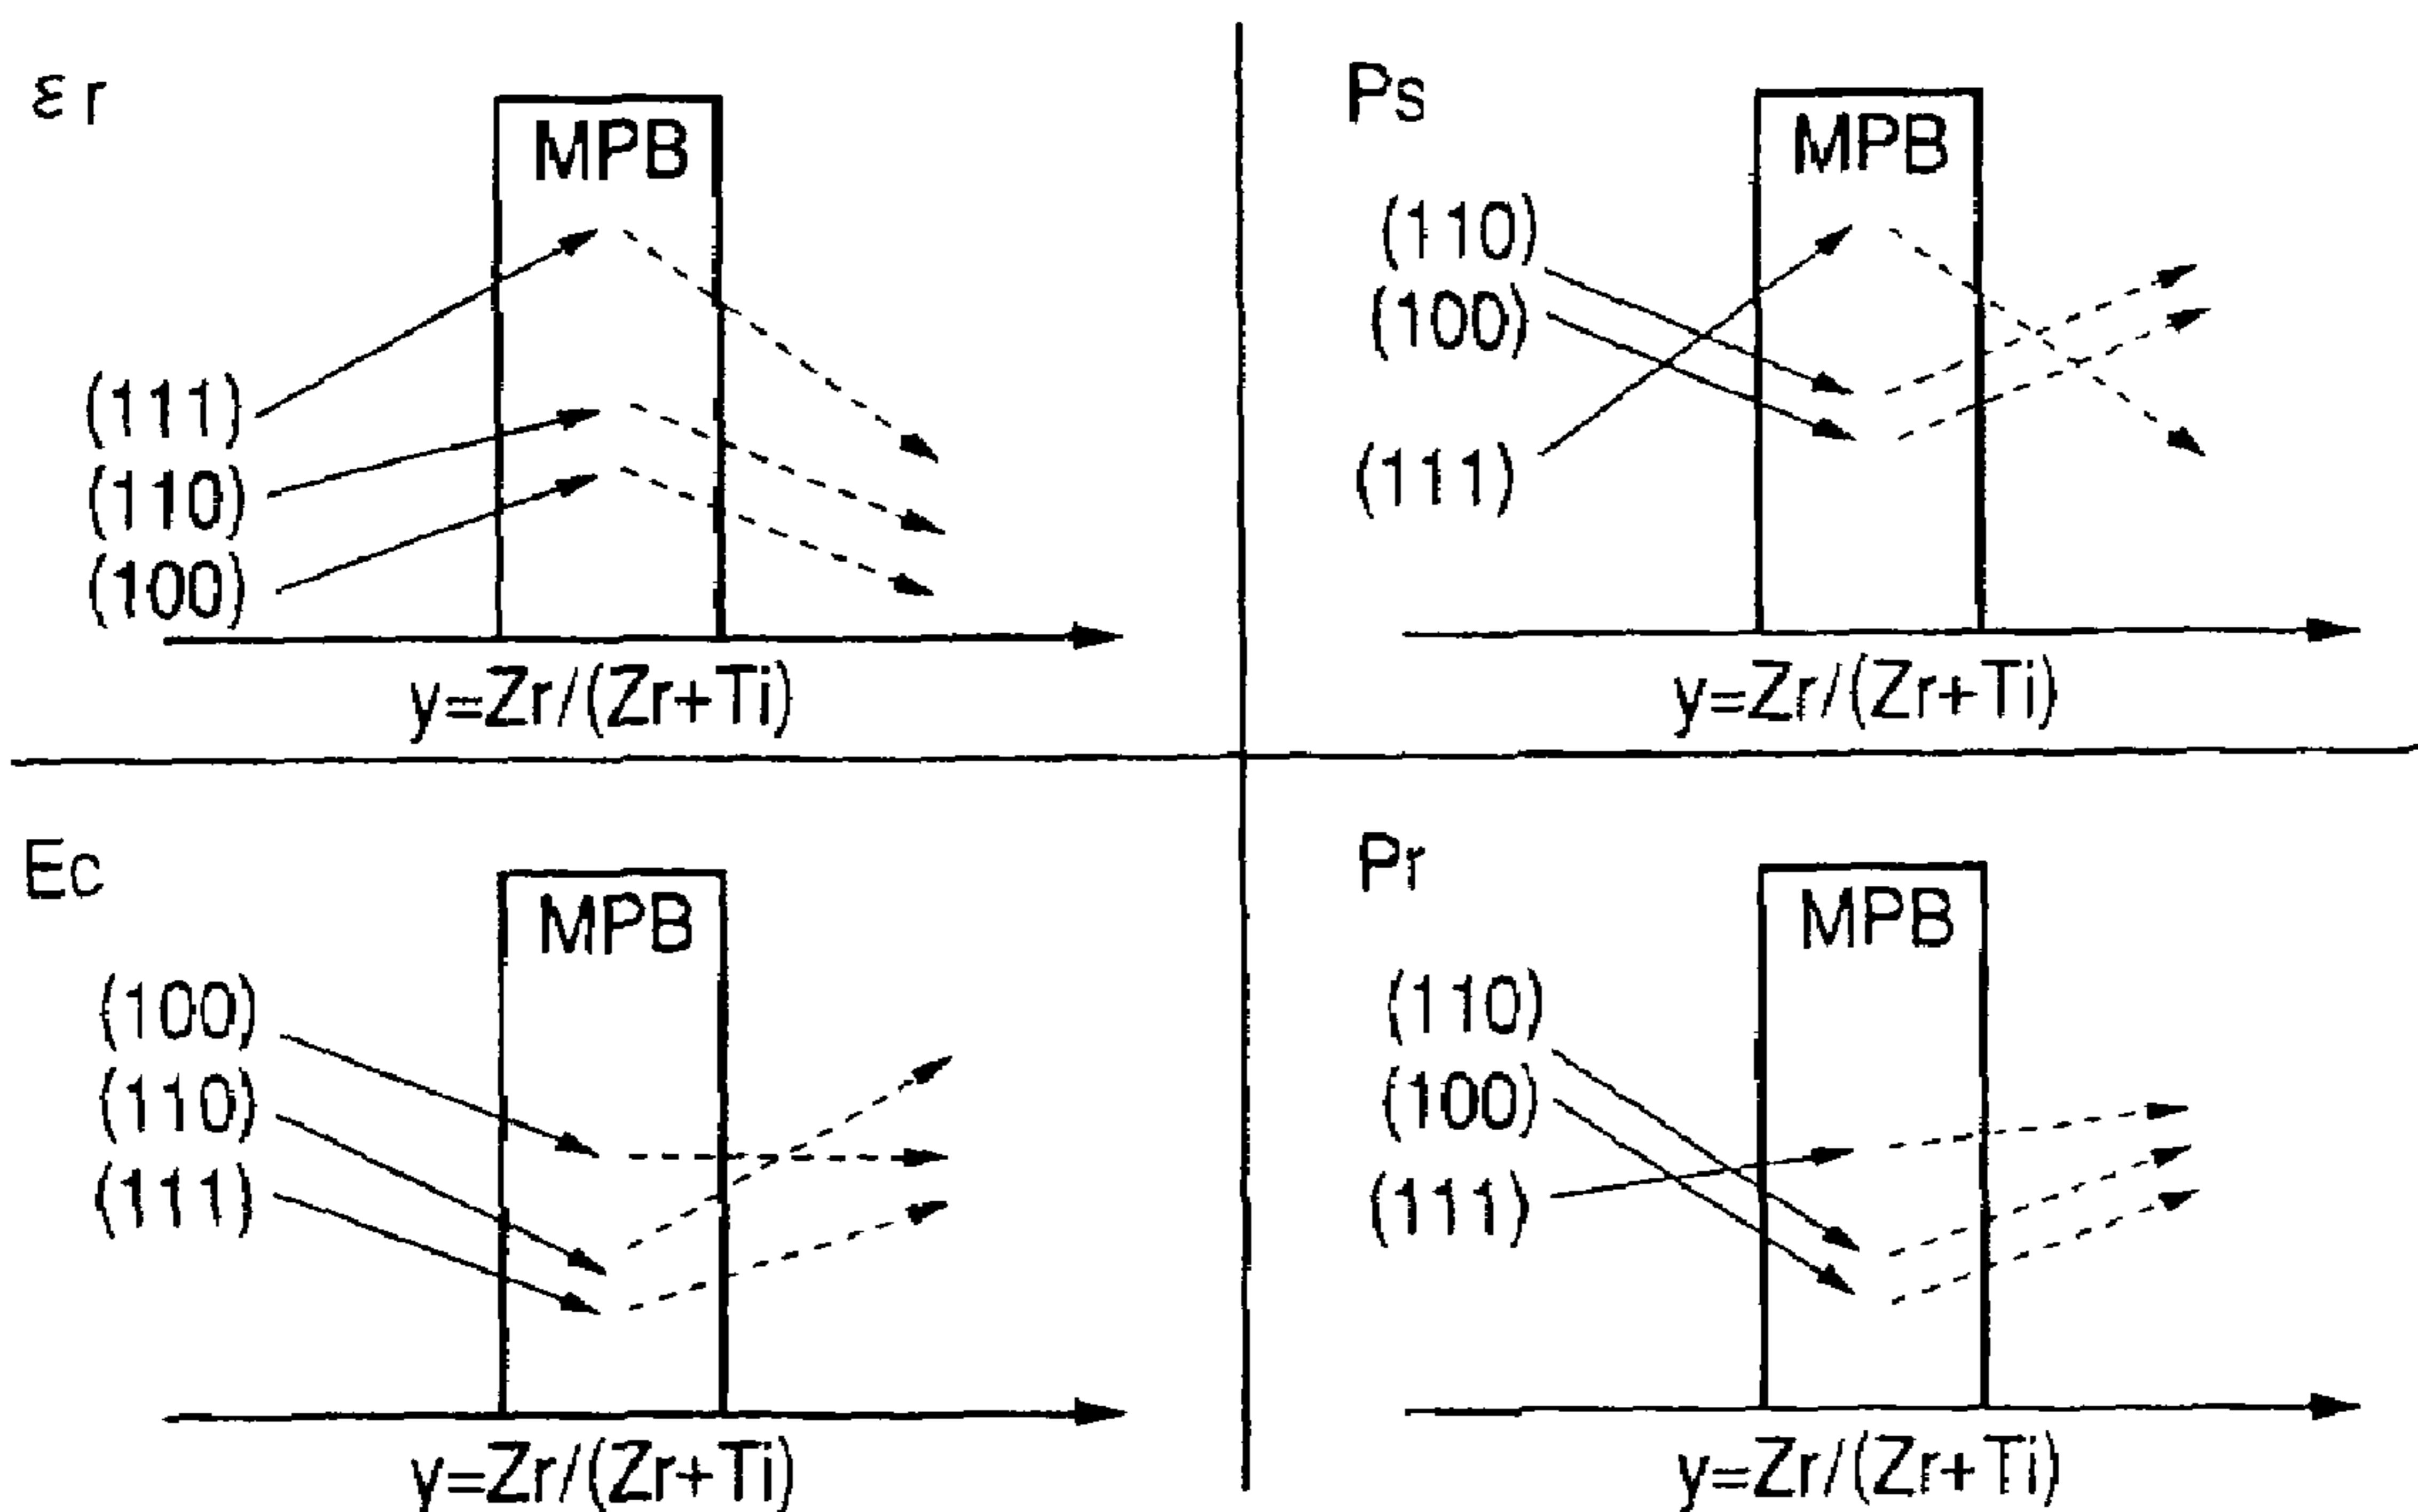 εr
MPB
(111)
(110)
(100)
y=Zr/(Zr+Ti)
Ps
MPB
(110)
(100)
(111)
y=Zr/(Zr+Ti)
Ec
MPB
(100)
(110)
(111)
y=Zr/(Zr+Ti)
Pr
MPB
(110)
(100)
(111)
y=Zr/(Zr+Ti)